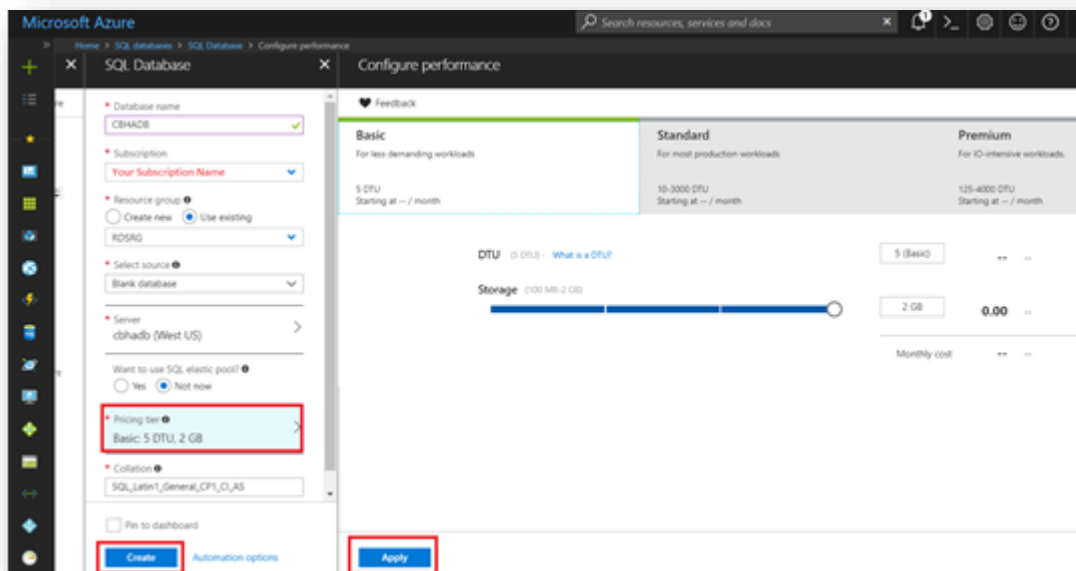 Microsoft Azure
Search resources, services and docs
Home > SQL databases > SQL Database > Configure performance
SQL Database
Configure performance
re
* Database name
CBHADB
* Subscription
Your Subscription Name
* Resource group
Create new Use existing
RDSRG
* Select source
Blank database
* Server
cbhadb (West US)
Want to use SQL elastic pool?
Yes Not now
* Pricing tier
Basic: 5 DTU, 2 GB
* Collation
SQL_Latin1_General_CP1_CI_AS
Pin to dashboard
Create Automation options
Feedback
Basic
For less demanding workloads
5 DTU
Starting at -- / month
Standard
For most production workloads
10-3000 DTU
Starting at -- / month
Premium
For IO-intensive workloads.
125-4000 DTU
Starting at -- / month
DTU (5 DTU) - What is a DTU? 5 (Basic) -- --
Storage (100 MB-2 GB) 2 GB 0.00 --
Monthly cost -- --
Apply